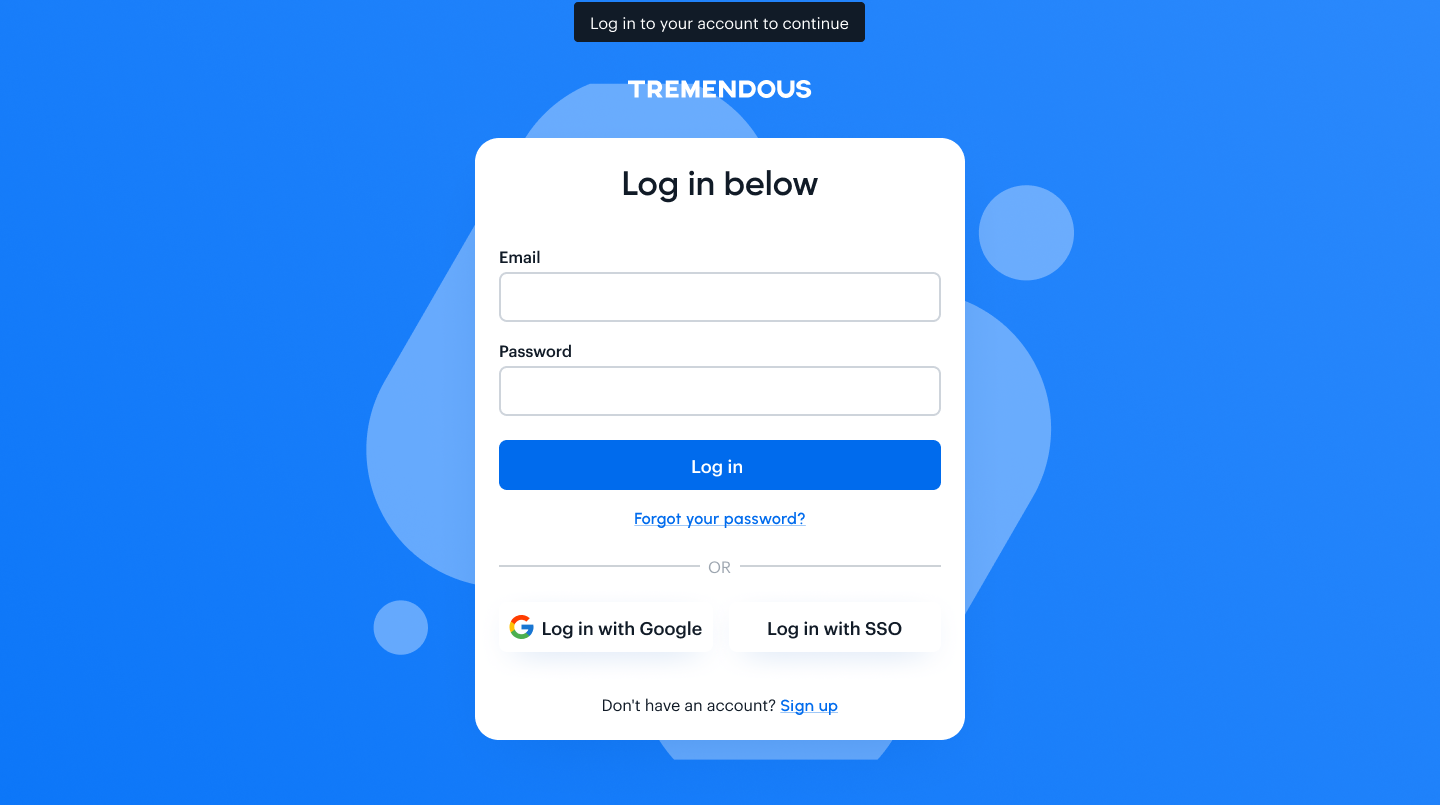 Log in to your account to continue
TREMENDOUS
Log in below
Email
Password
Log in
Forgot your password?
OR
Log in with Google
Log in with SSO
Don't have an account? Sign up